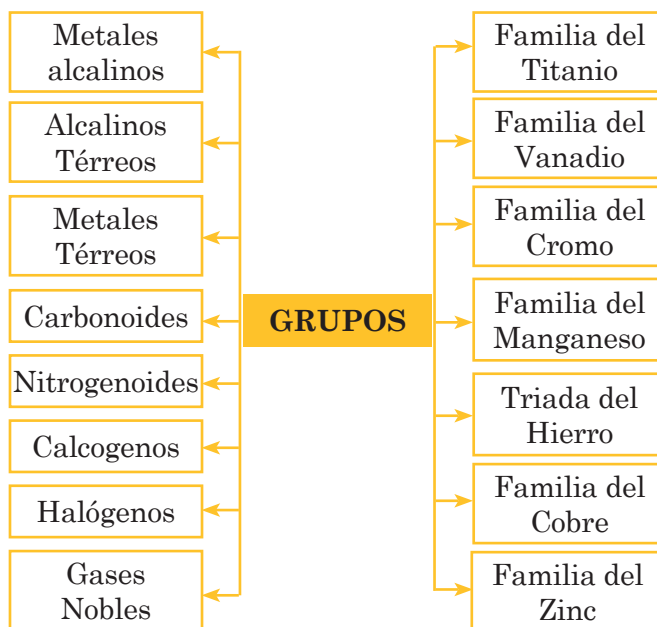 Metales
alcalinos
Alcalinos
Térreos
Metales
Térreos
Carbonoides
Nitrogenoides
Calcogenos
Halógenos
Gases
Nobles
GRUPOS
Familia del
Titanio
Familia del
Vanadio
Familia del
Cromo
Familia del
Manganeso
Triada del
Hierro
Familia del
Cobre
Familia del
Zinc